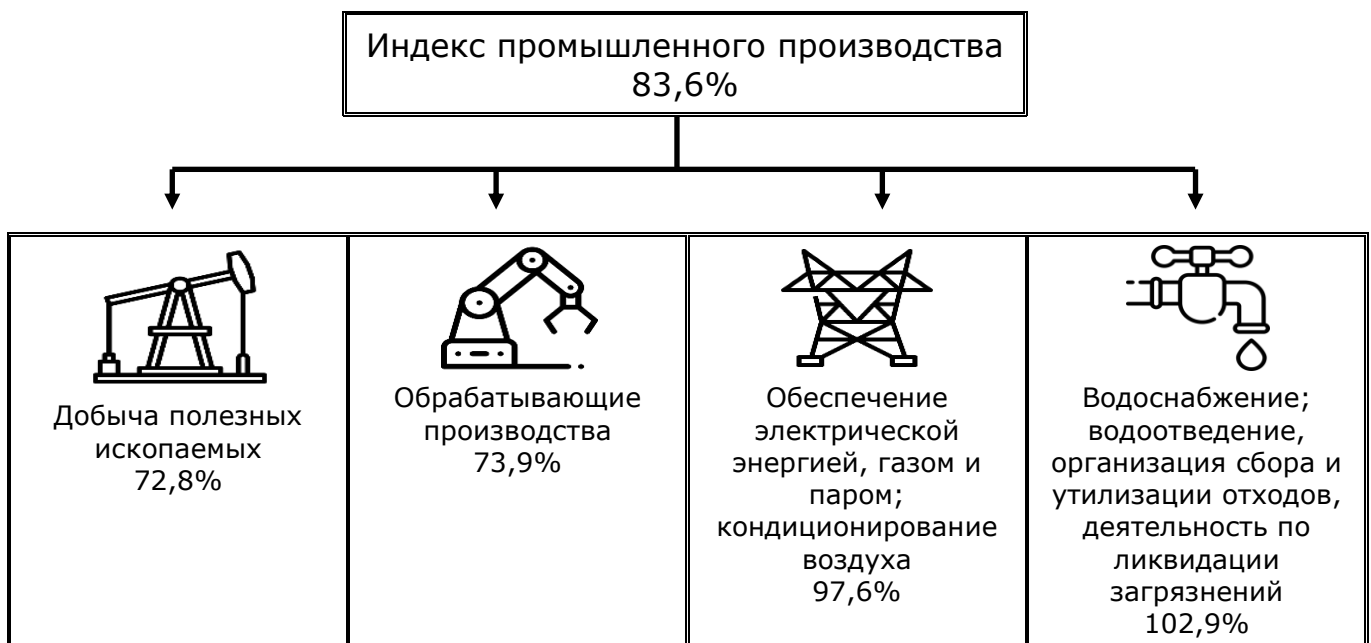 Индекс промышленного производства
83,6%
Добыча полезных
ископаемых
72,8%
Обрабатывающие
производства
73,9%
Обеспечение
электрической
энергией, газом и
паром;
кондиционирование
воздуха
97,6%
Водоснабжение;
водоотведение,
организация сбора и
утилизации отходов,
деятельность по
ликвидации
загрязнений
102,9%